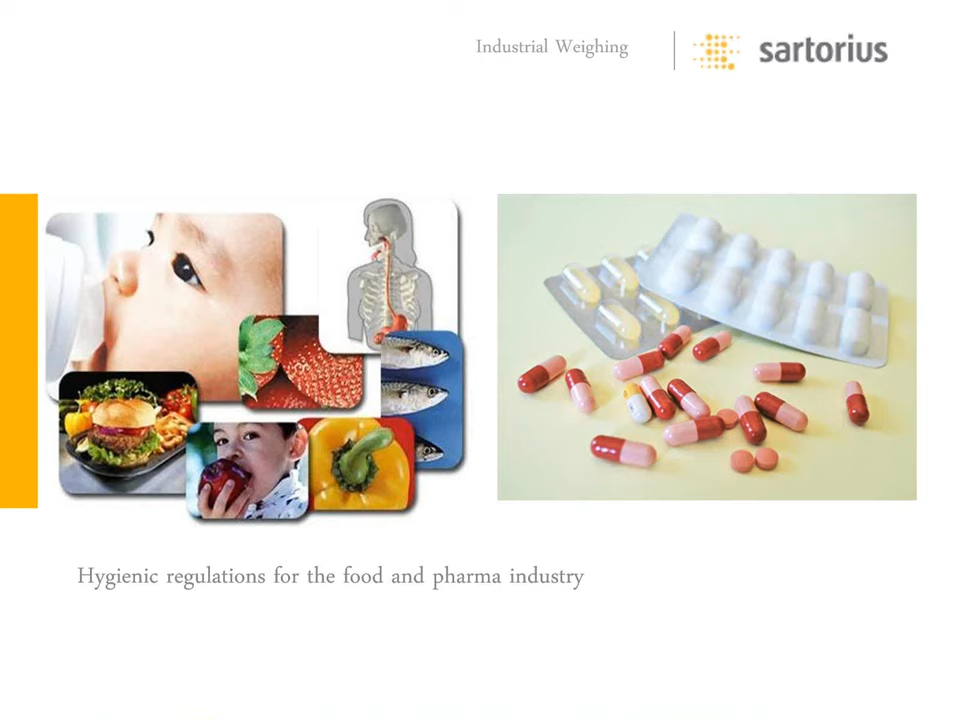 Industrial Weighing
sartorius
Hygienic regulations for the food and pharma industry